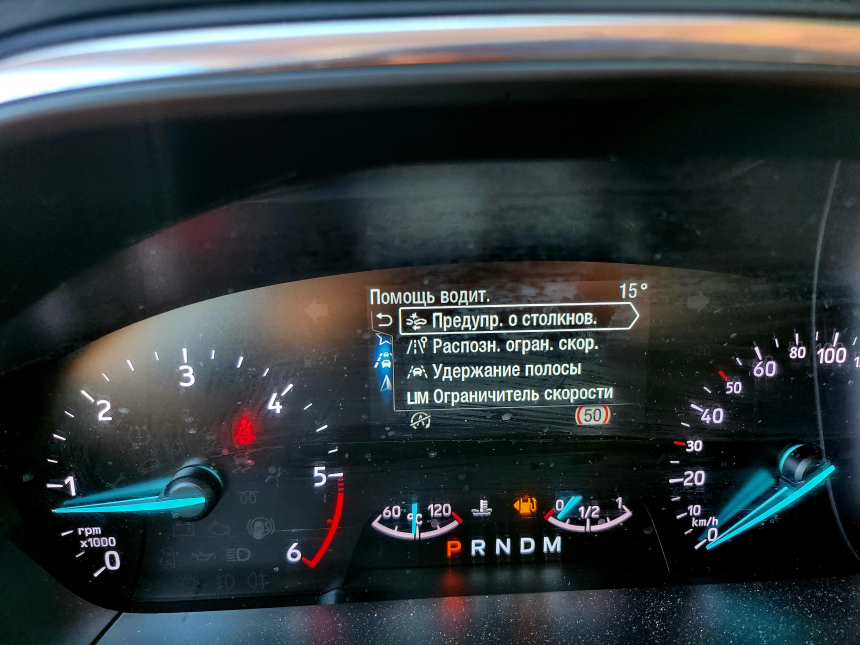 Помощь водит. 15°
Предупр. о столкнов.
Распозн. огран. скор.
Удержание полосы
LIM Ограничитель скорости
50
0 1 2 3 4 5 6
rpm
x1000
60 °C 120
0 1/2 1
P R N D M
0 10 20 30 40 50 60 80 100
km/h